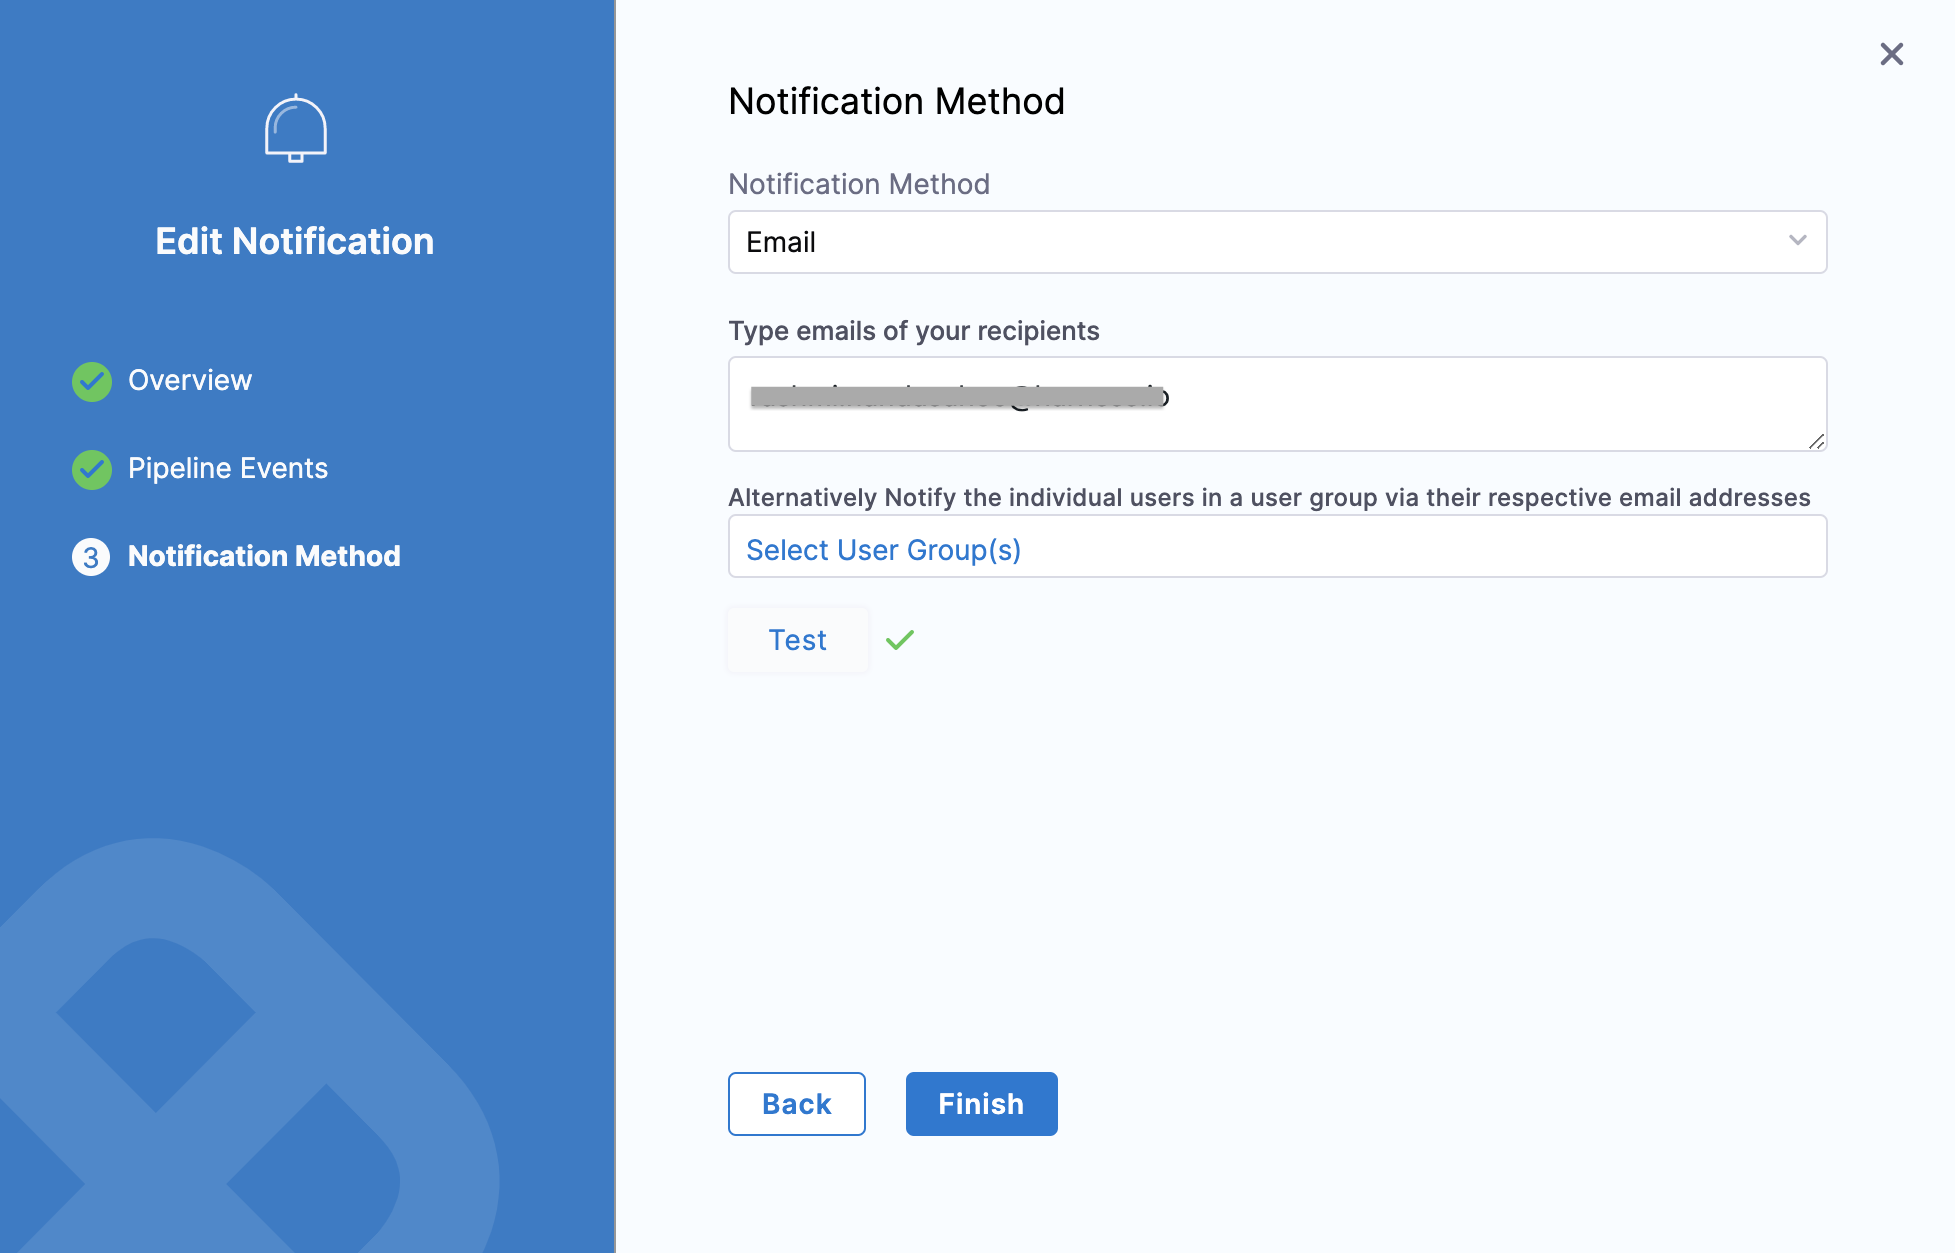 Edit Notification
Overview
Pipeline Events
3 Notification Method
Notification Method
Notification Method
Email
Type emails of your recipients
Alternatively Notify the individual users in a user group via their respective email addresses
Select User Group(s)
Test
Back
Finish